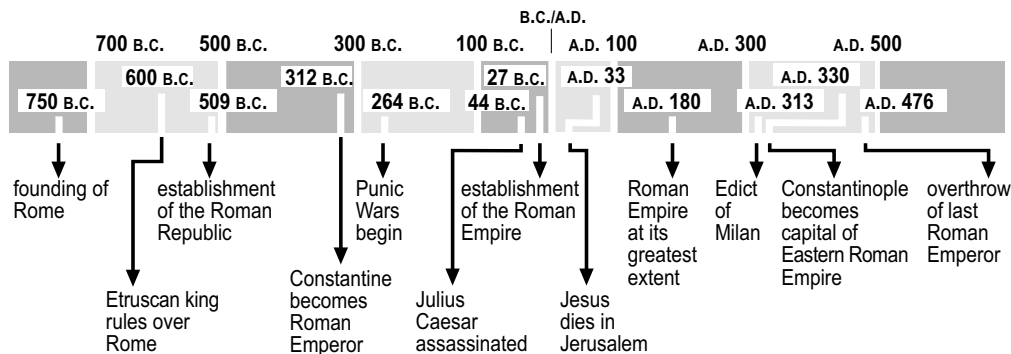 B.C./A.D.
700 B.C. 500 B.C. 300 B.C. 100 B.C. A.D. 100 A.D. 300 A.D. 500
600 B.C. 312 B.C. 27 B.C. A.D. 33 A.D. 330
750 B.C. 509 B.C. 264 B.C. 44 B.C. A.D. 180 A.D. 313 A.D. 476
founding of
Rome
establishment
of the Roman
Republic
Punic
Wars
begin
establishment
of the Roman
Empire
Roman
Empire
at its
greatest
extent
Edict
of
Milan
Constantinople
becomes
capital of
Eastern Roman
Empire
overthrow
of last
Roman
Emperor
Etruscan king
rules over
Rome
Constantine
becomes
Roman
Emperor
Julius
Caesar
assassinated
Jesus
dies in
Jerusalem